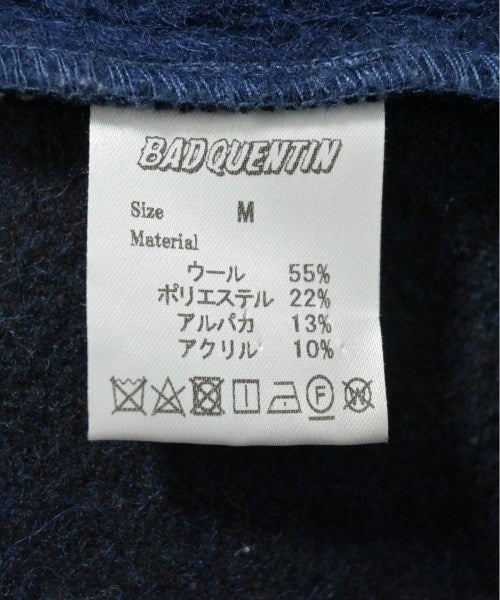 BADQUENTIN
Size M
Material
ウール 55%
ポリエステル 22%
アルパカ 13%
アクリル 10%
F W